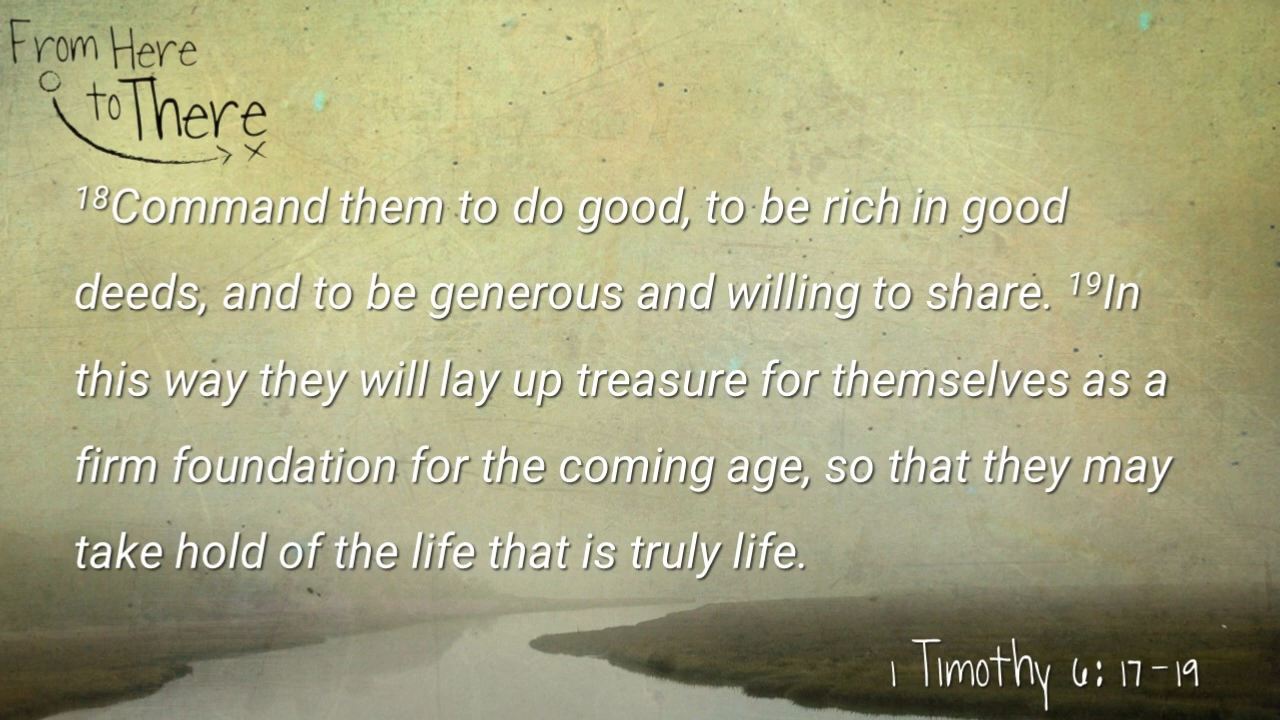 From Here
to There
x
18Command them to do good, to be rich in good
deeds, and to be generous and willing to share. 19In
this way they will lay up treasure for themselves as a
firm foundation for the coming age, so that they may
take hold of the life that is truly life.
1 Timothy 6: 17-19